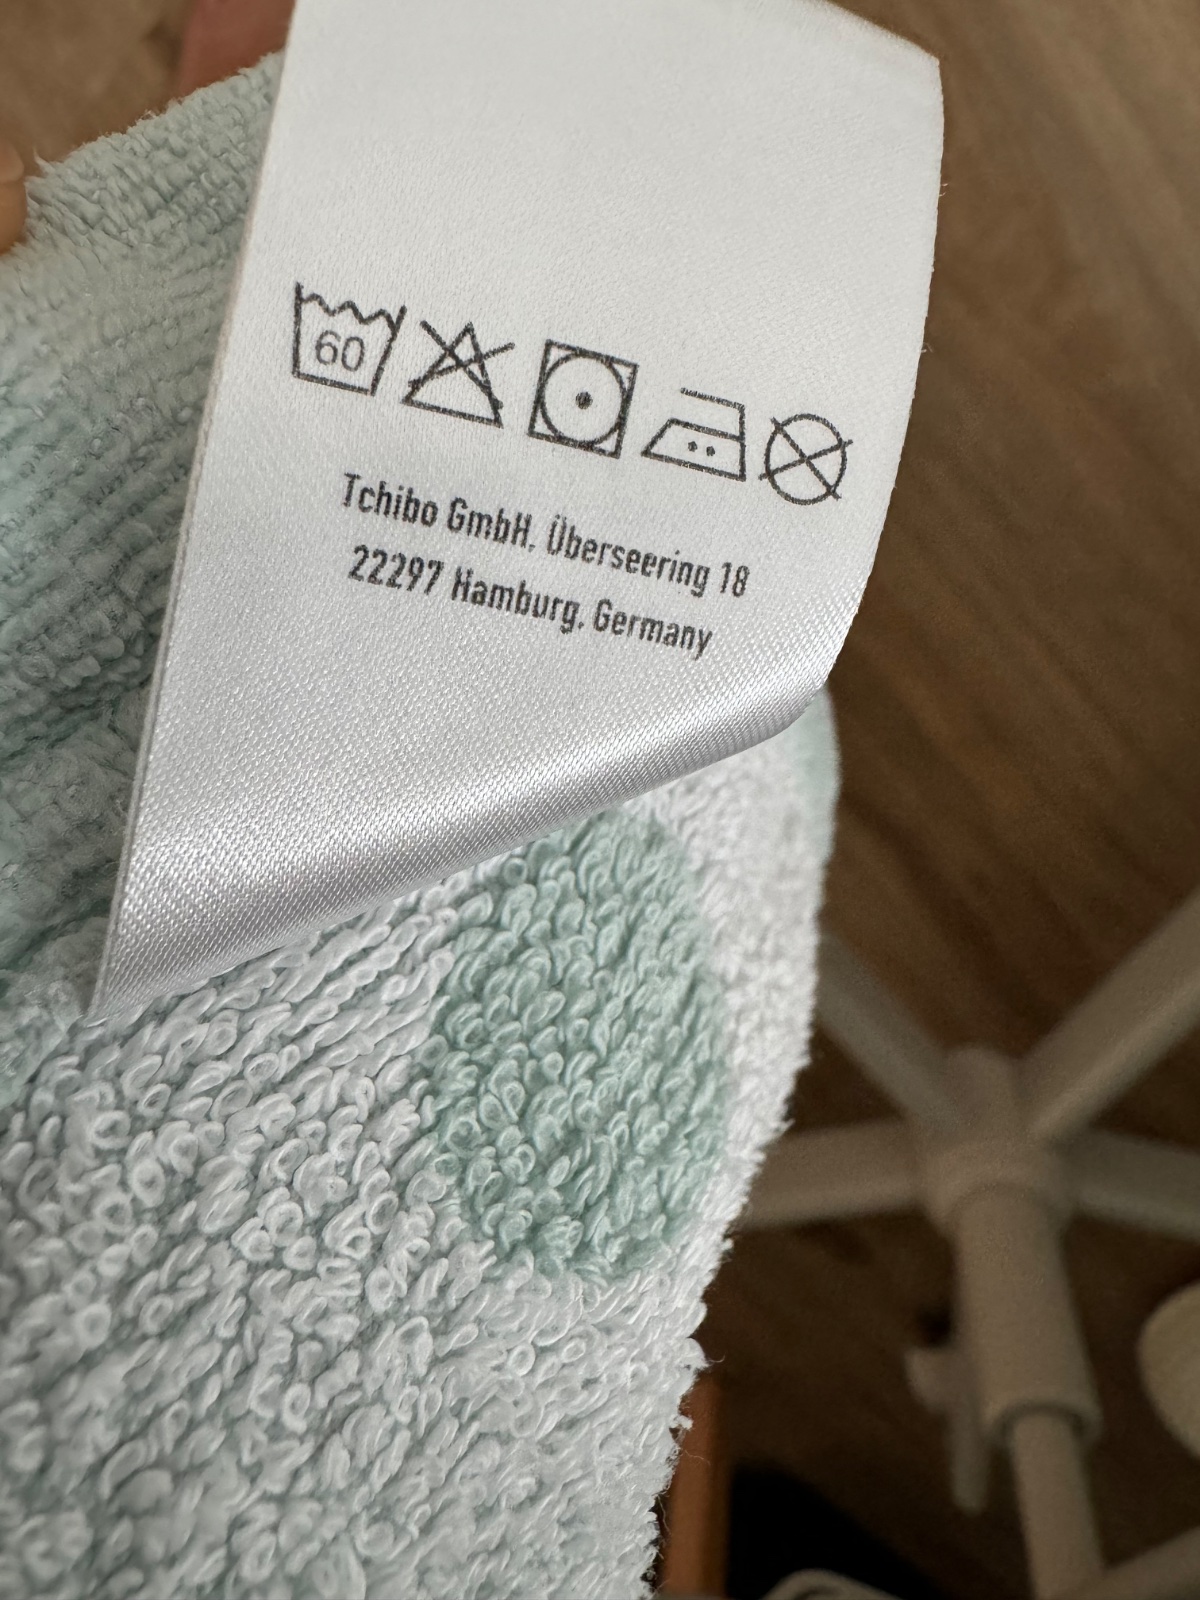 60
Tchibo GmbH, Überseering 18
22297 Hamburg, Germany